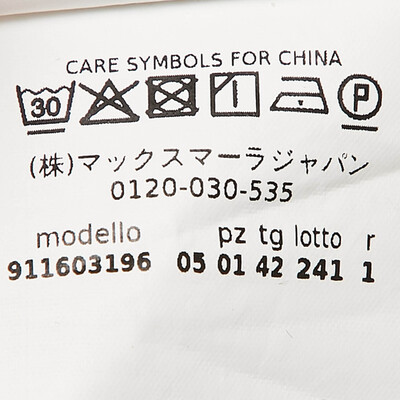 CARE SYMBOLS FOR CHINA
30 P
(株)マックスマーラジャパン
0120-030-535
modello pz tg lotto r
911603196 05 01 42 241 1